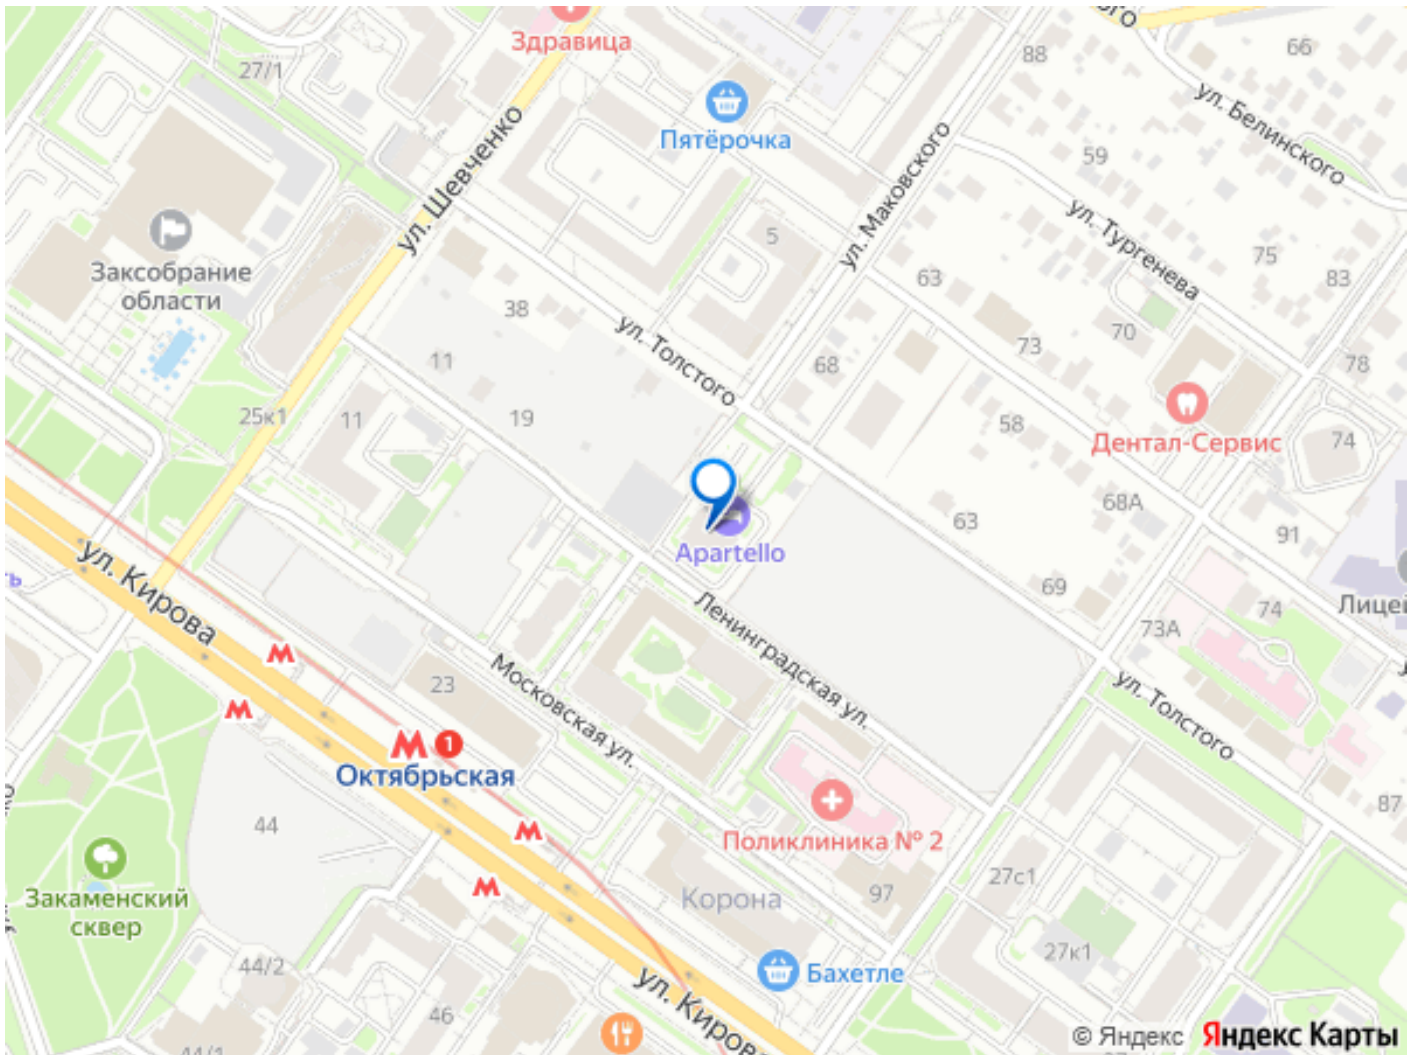 Здравица
27/1
ул. Шевченко
Пятёрочка
88
66
ул. Белинского
59
ул. Маковского
ул. Тургенева
5
75
83
Заксобрание
области
63
38
ул. Толстого
70
73
78
11
68
19
25к1
11
58
74
Дентал-Сервис
68А
63
91
Apartello
69
74
73А
ул. Кирова
Ленинградская ул.
23
Московская ул.
ул. Толстого
1
Октябрьская
87
44
Поликлиника № 2
27с1
97
Корона
Закаменский
сквер
27к1
44/2
Бахетле
46
ул. Кирова
44/1
© Яндекс Яндекс Карты